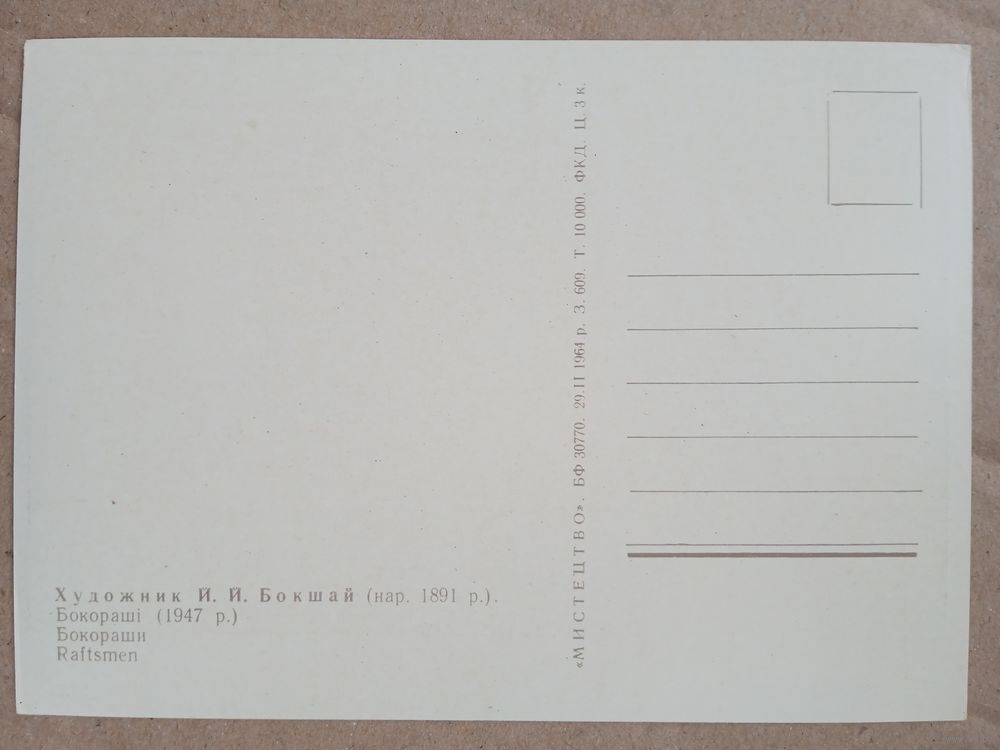 Художник Й. Й. Бокшай (нар. 1891 р.).
Бокораші (1947 р.)
Бокораши
Raftsmen
«МИСТЕЦТВО». БФ 30770. 29.II 1964 р. З. 609. Т. 10 000. ФКД. Ц. 3 к.